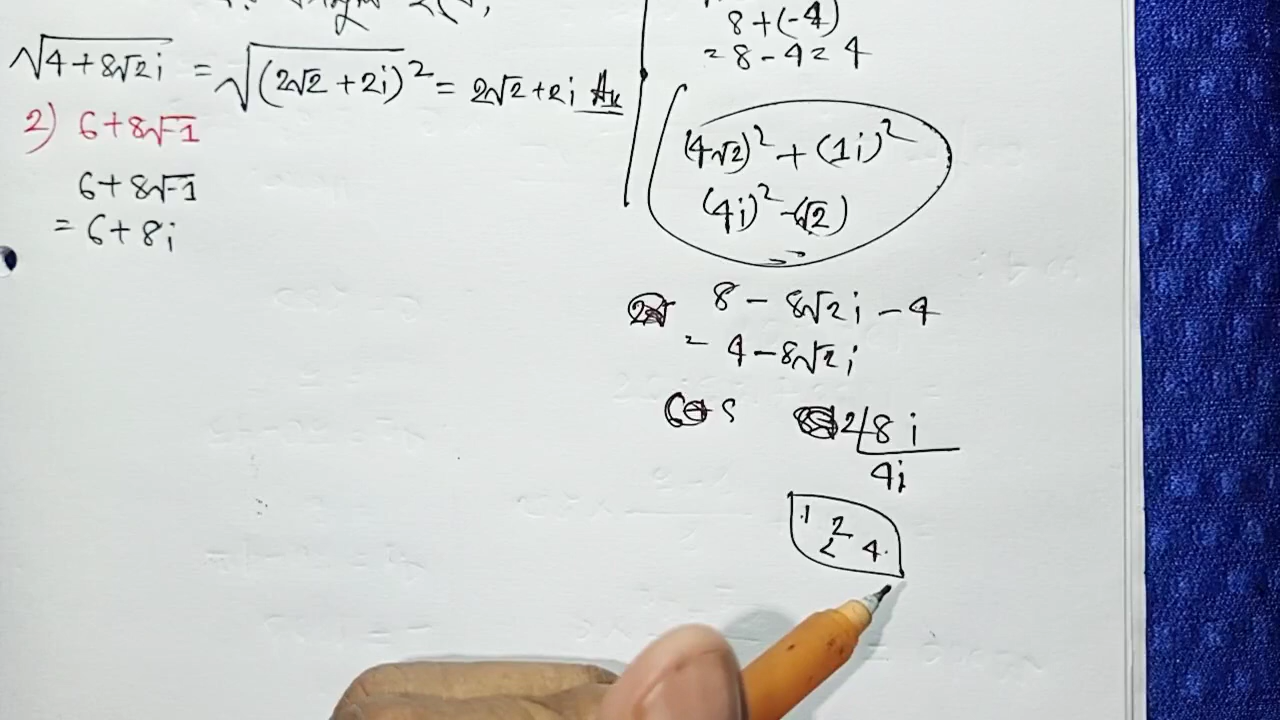 √4+8√2i = √(2√2+2i)² = 2√2+2i
2) 6+8√-1
6+8√-1
= 6+8i
8+(-4)
= 8-4=4
(4√2)²+(1i)²
(4i)²-(√2)
8-8√2i-4
= 4-8√2i
2 8i
4i
1 2
2 4